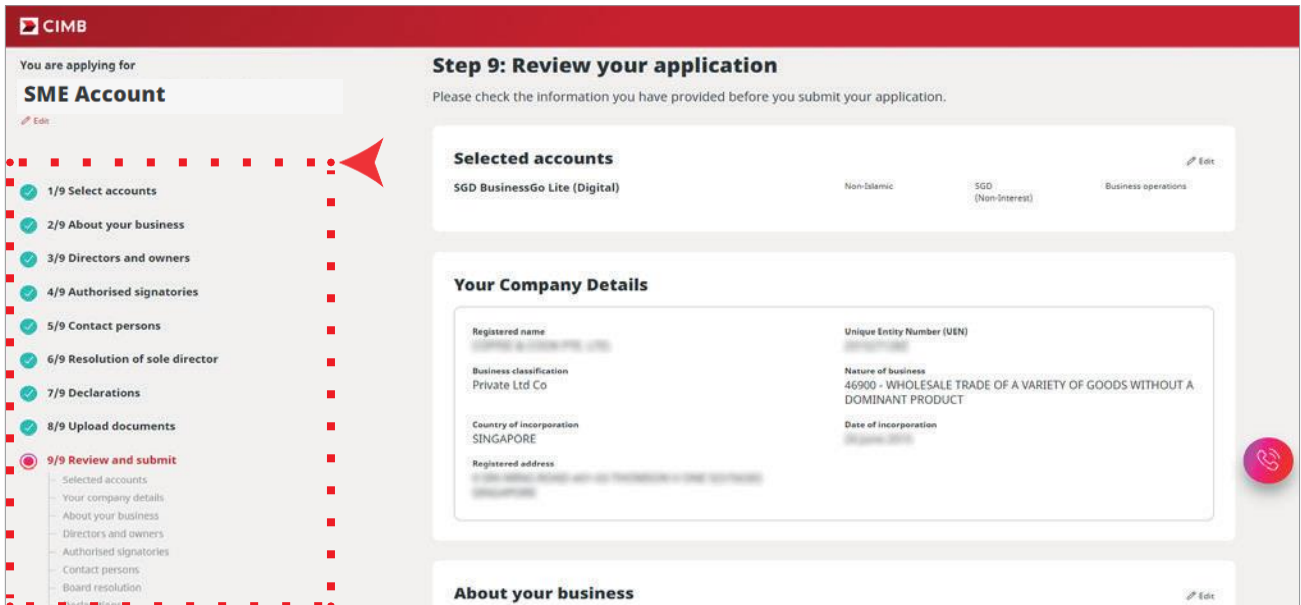 CIMB
You are applying for
SME Account
Edit
1/9 Select accounts
2/9 About your business
3/9 Directors and owners
4/9 Authorised signatories
5/9 Contact persons
6/9 Resolution of sole director
7/9 Declarations
8/9 Upload documents
9/9 Review and submit
Selected accounts
Your company details
About your business
Directors and owners
Authorised signatories
Contact persons
Board resolution
Step 9: Review your application
Please check the information you have provided before you submit your application.
Selected accounts
Edit
SGD BusinessGo Lite (Digital)
Non-Islamic
SGD
(Non-Interest)
Business operations
Your Company Details
Registered name
Unique Entity Number (UEN)
Business classification
Private Ltd Co
Nature of business
46900 - WHOLESALE TRADE OF A VARIETY OF GOODS WITHOUT A
DOMINANT PRODUCT
Country of incorporation
SINGAPORE
Date of incorporation
Registered address
About your business
Edit